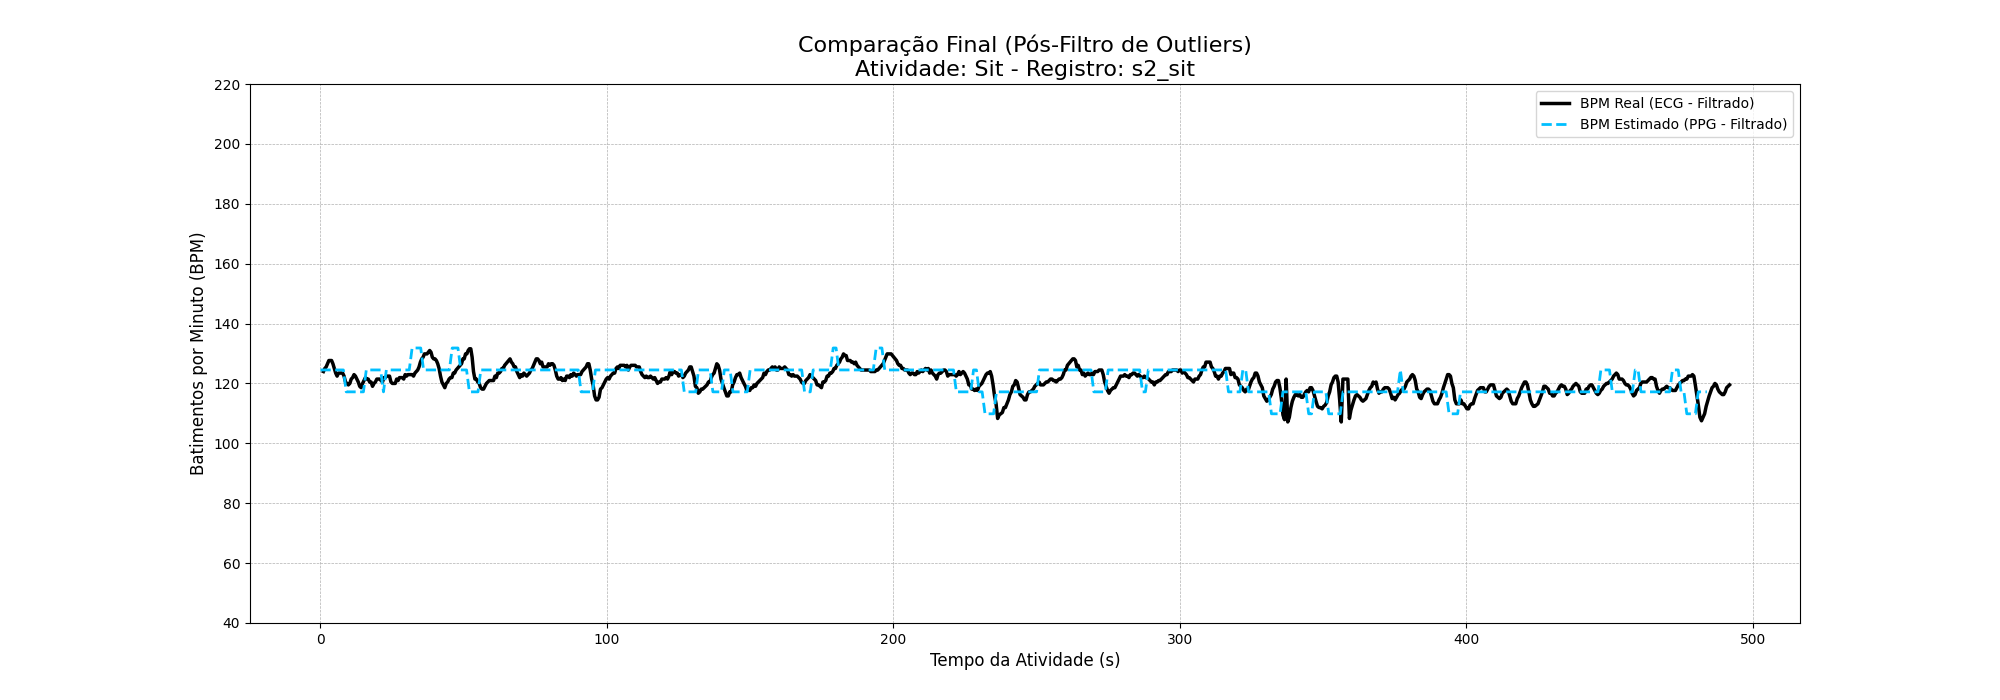 Comparação Final (Pós-Filtro de Outliers)
Atividade: Sit - Registro: s2_sit
BPM Real (ECG - Filtrado)
BPM Estimado (PPG - Filtrado)
Batimentos por Minuto (BPM)
220
200
180
160
140
120
100
80
60
40
0
100
200
300
400
500
Tempo da Atividade (s)